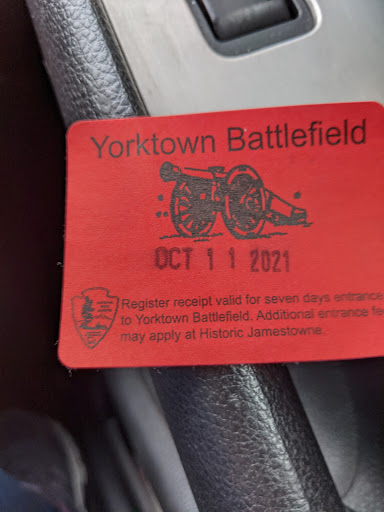 Yorktown Battlefield
OCT 1 1 2021
Register receipt valid for seven days entrance
to Yorktown Battlefield. Additional entrance fe
may apply at Historic Jamestowne.